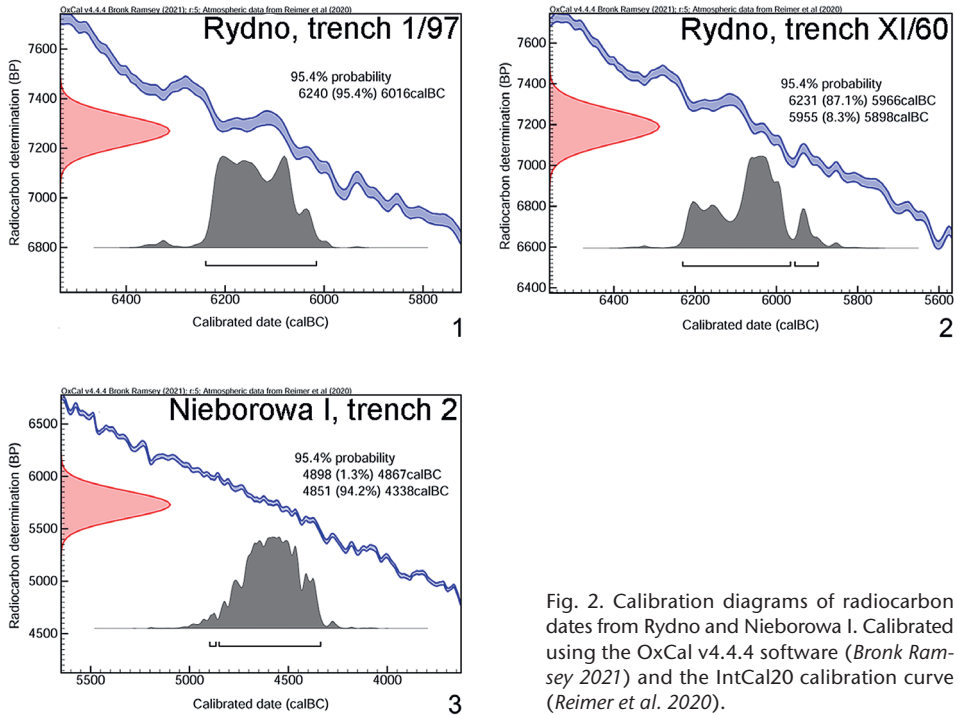 OxCal v4.4.4 Bronk Ramsey (2021); r:5; Atmospheric data from Reimer et al (2020)
Rydno, trench 1/97
95.4% probability
6240 (95.4%) 6016calBC
Radiocarbon determination (BP)
7600
7400
7200
7000
6800
6400
6200
6000
5800
Calibrated date (calBC)
1
OxCal v4.4.4 Bronk Ramsey (2021); r:5; Atmospheric data from Reimer et al (2020)
Rydno, trench XI/60
95.4% probability
6231 (87.1%) 5966calBC
5955 (8.3%) 5898calBC
Radiocarbon determination (BP)
7600
7400
7200
7000
6800
6600
6400
6400
6200
6000
5800
5600
Calibrated date (calBC)
2
OxCal v4.4.4 Bronk Ramsey (2021); r:5; Atmospheric data from Reimer et al (2020)
Nieborowa I, trench 2
95.4% probability
4898 (1.3%) 4867calBC
4851 (94.2%) 4338calBC
Radiocarbon determination (BP)
6500
6000
5500
5000
4500
5500
5000
4500
4000
Calibrated date (calBC)
3
Fig. 2. Calibration diagrams of radiocarbon
dates from Rydno and Nieborowa I. Calibrated
using the OxCal v4.4.4 software (Bronk Ram-
sey 2021) and the IntCal20 calibration curve
(Reimer et al. 2020).